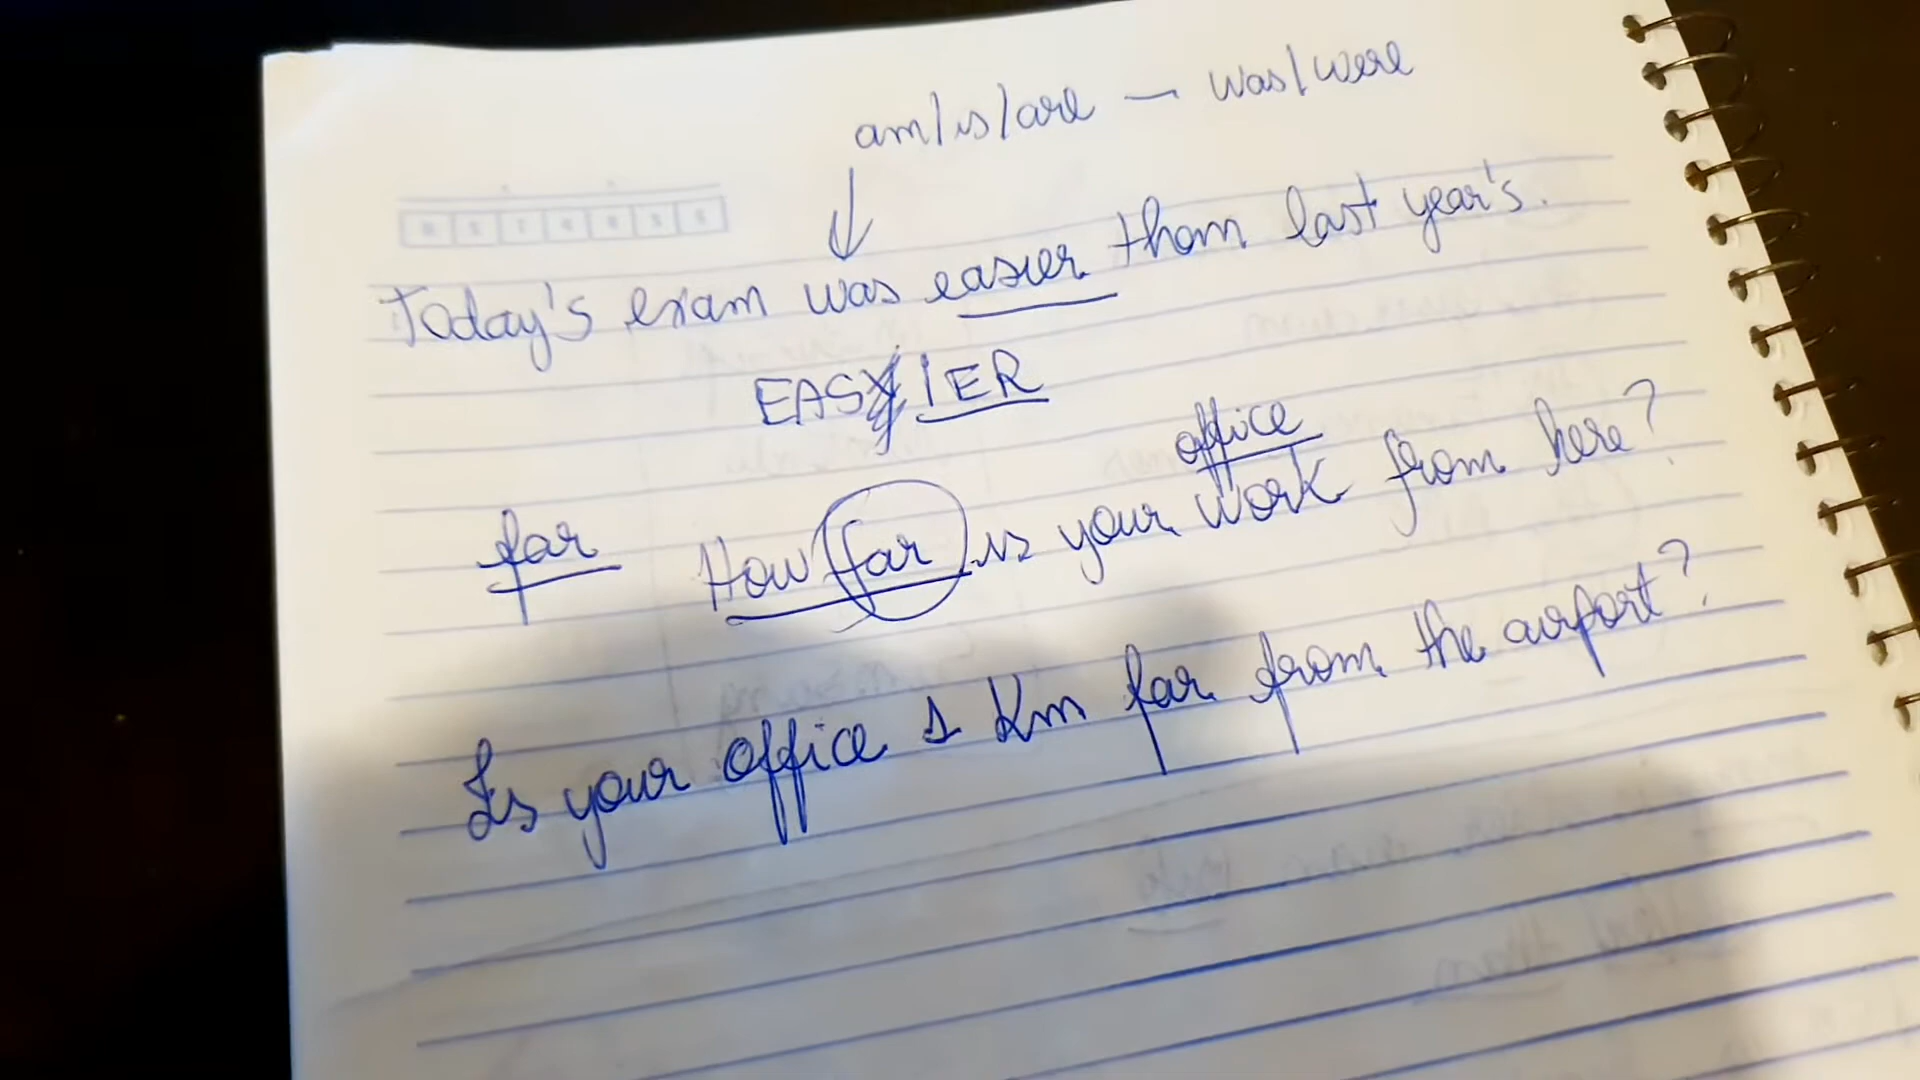 am/is/are — was/were
Today's exam was easier than last year's.
EASY IER
office
far How far is your work from here?
Is your office 1 Km far from the airport?